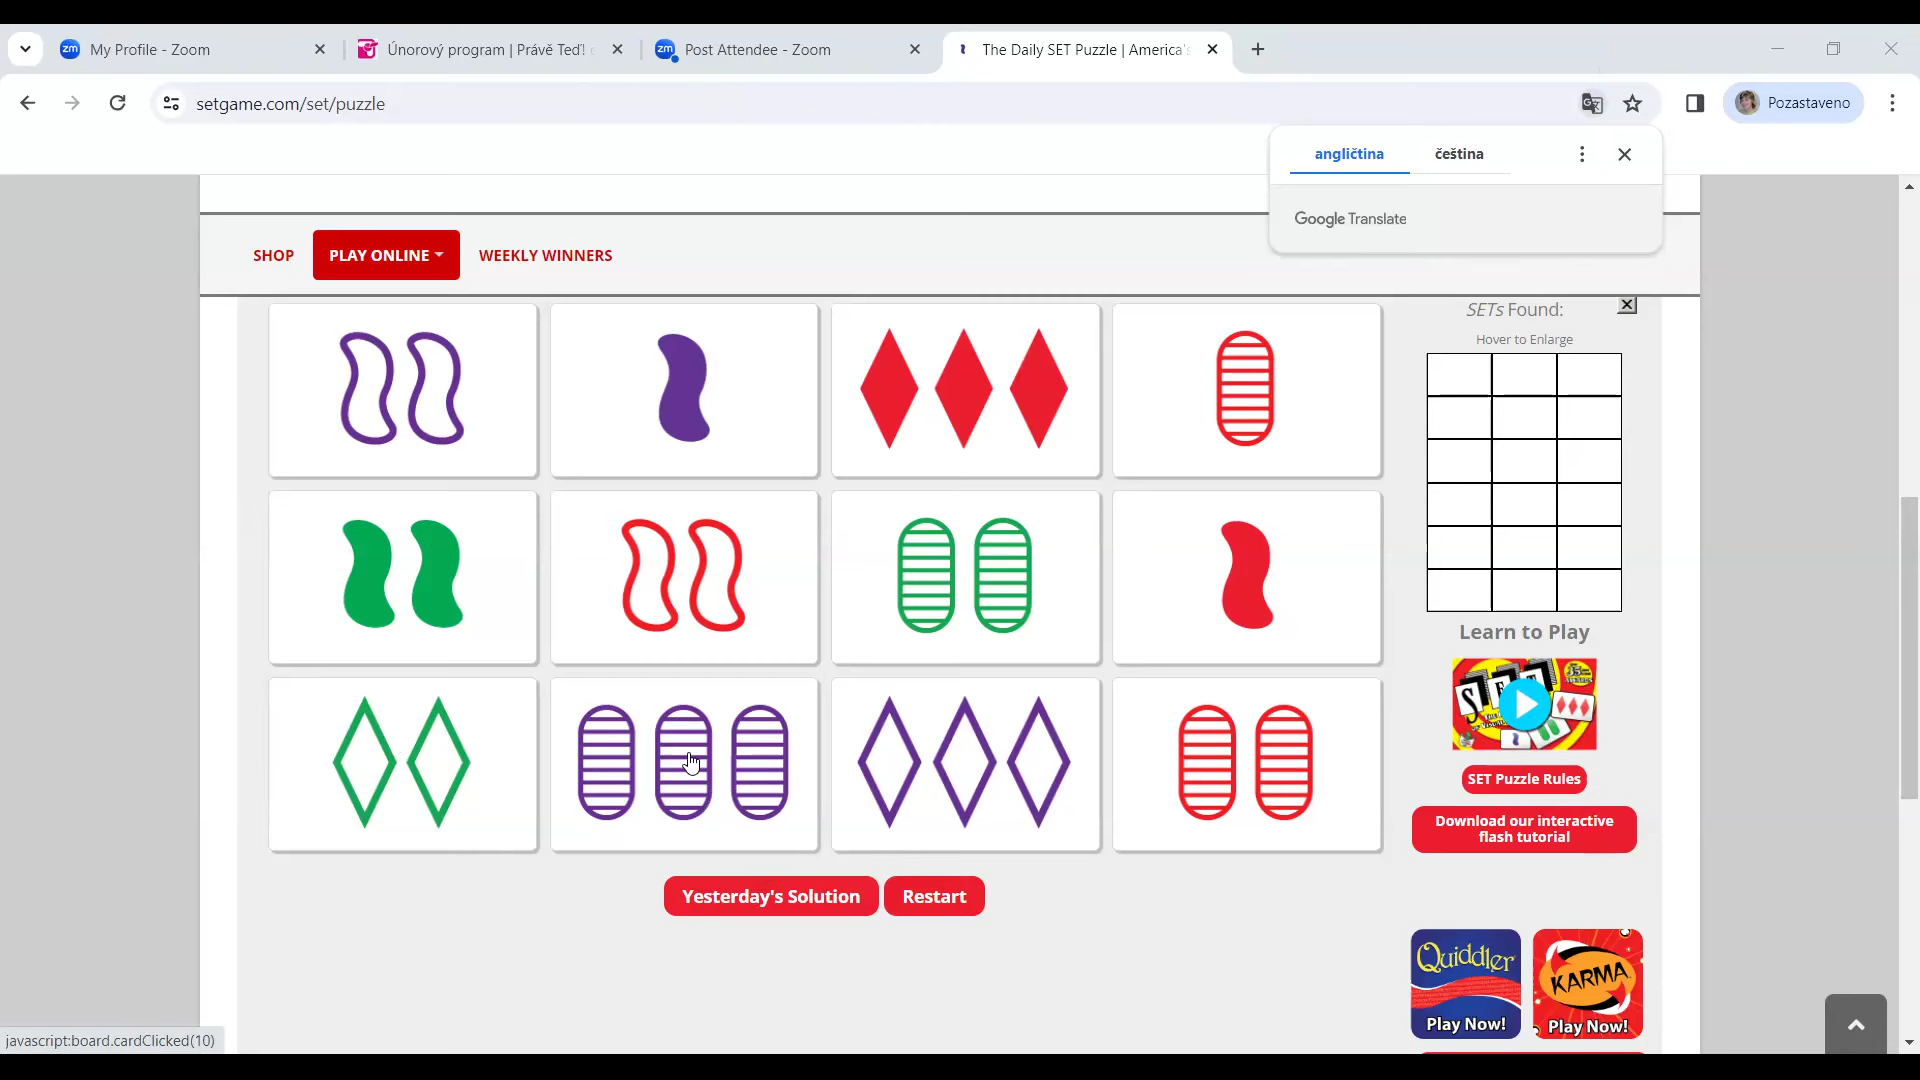 My Profile - Zoom
Únorový program | Právě Teď!
Post Attendee - Zoom
The Daily SET Puzzle | America's
setgame.com/set/puzzle
Pozastaveno
angličtina čeština
Google Translate
SHOP
PLAY ONLINE
WEEKLY WINNERS
SETs Found:
Hover to Enlarge
Learn to Play
SET Puzzle Rules
Download our interactive
flash tutorial
Yesterday's Solution
Restart
Quiddler
Play Now!
KARMA
Play Now!
javascript:board.cardClicked(10)